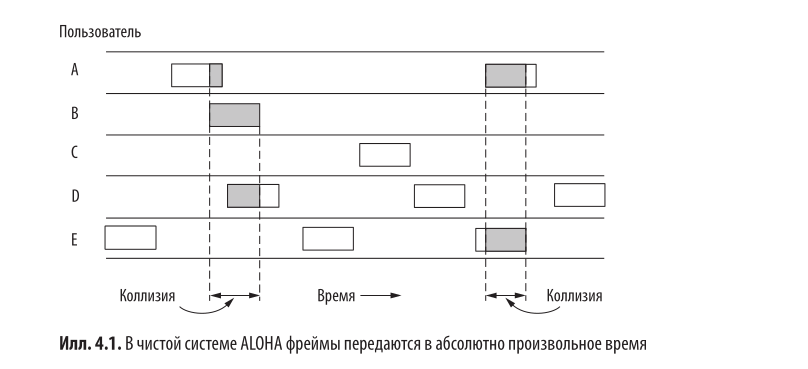 Пользователь
A
B
C
D
E
Коллизия
Время
Коллизия
Илл. 4.1. В чистой системе ALOHA фреймы передаются в абсолютно произвольное время